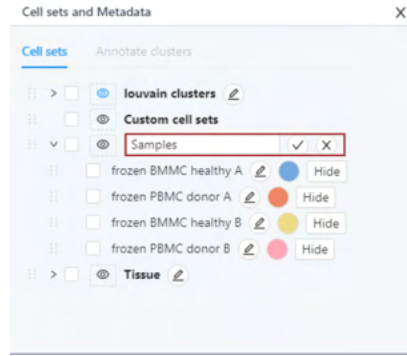 Cell sets and Metadata X
Cell sets Annotate clusters
louvain clusters
Custom cell sets
Samples
frozen BMMC healthy A Hide
frozen PBMC donor A Hide
frozen BMMC healthy B Hide
frozen PBMC donor B Hide
Tissue